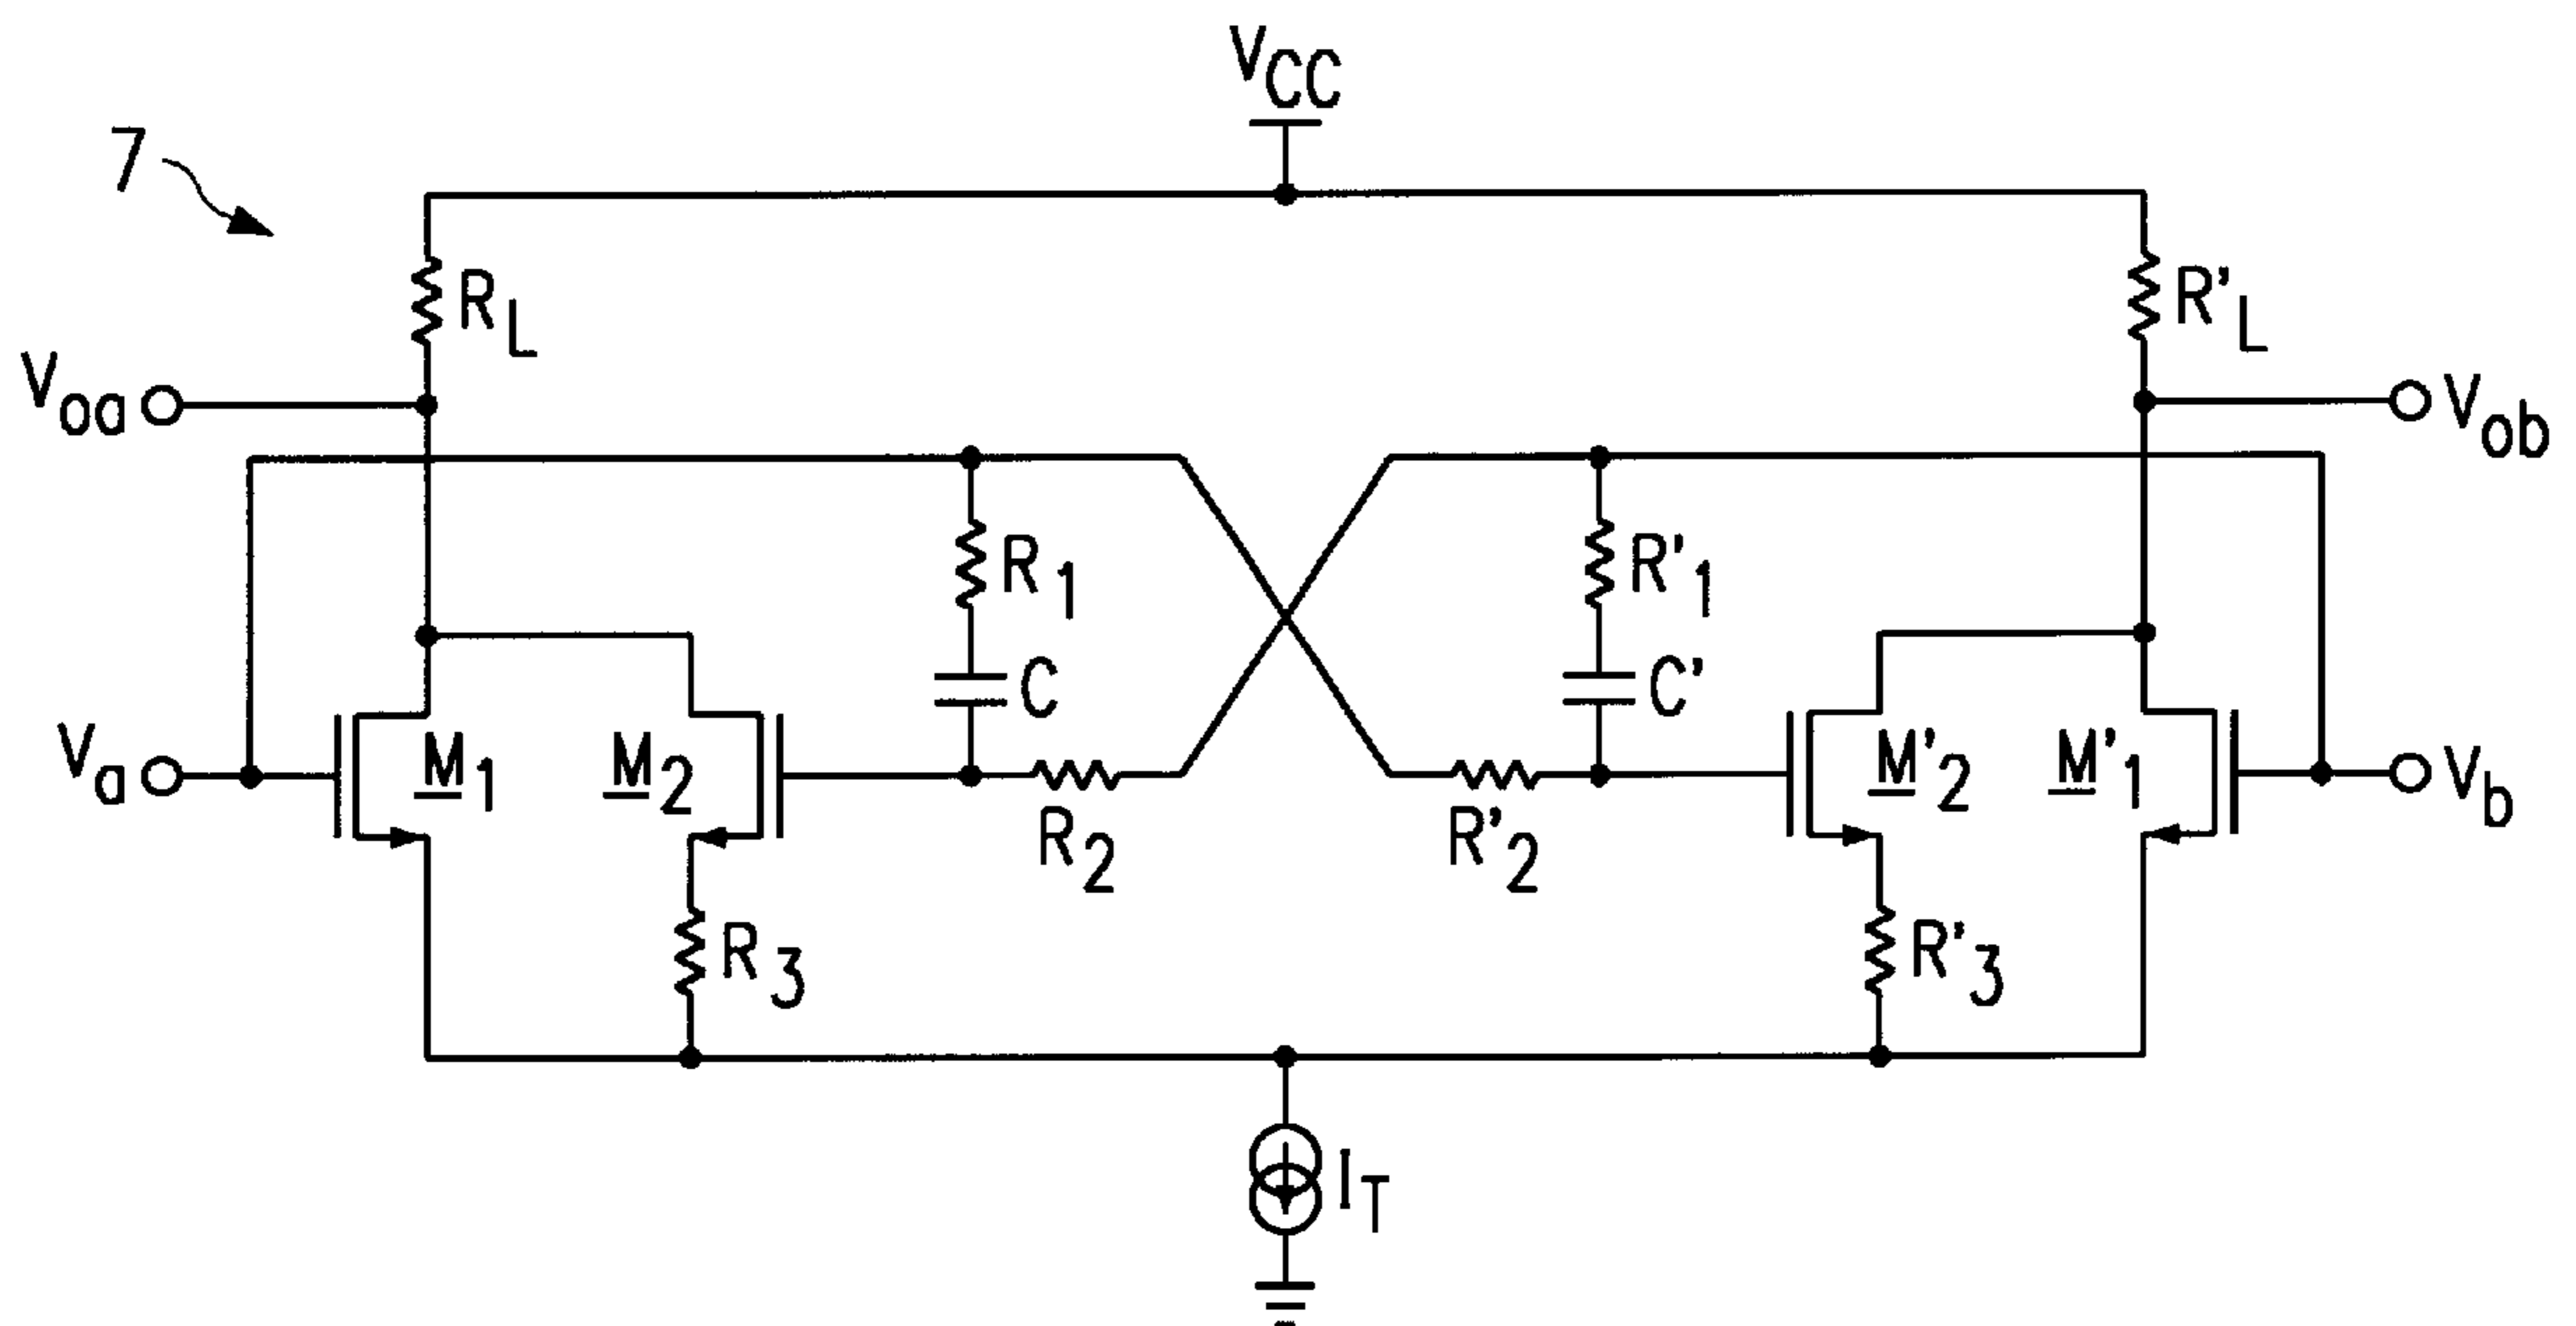 VCC
7
RL
R'L
Voa
Vob
R1
R'1
C
C'
Va
M1
M2
M'2
M'1
Vb
R2
R'2
R3
R'3
IT